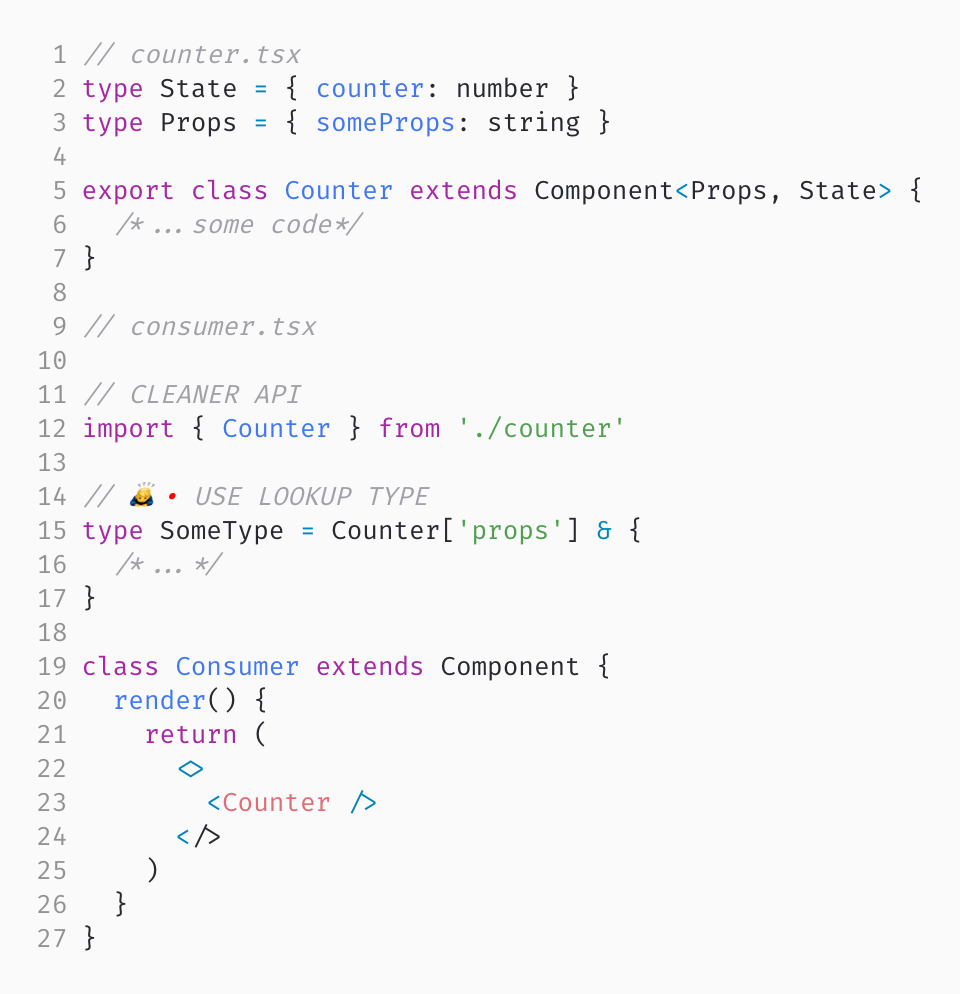 1 // counter.tsx
2 type State = { counter: number }
3 type Props = { someProps: string }
4
5 export class Counter extends Component<Props, State> {
6   /*...some code*/
7 }
8
9 // consumer.tsx
10
11 // CLEANER API
12 import { Counter } from './counter'
13
14 // 🙇• USE LOOKUP TYPE
15 type SomeType = Counter['props'] & {
16   /*...*/
17 }
18
19 class Consumer extends Component {
20   render() {
21     return (
22       <>
23         <Counter />
24       </>
25     )
26   }
27 }